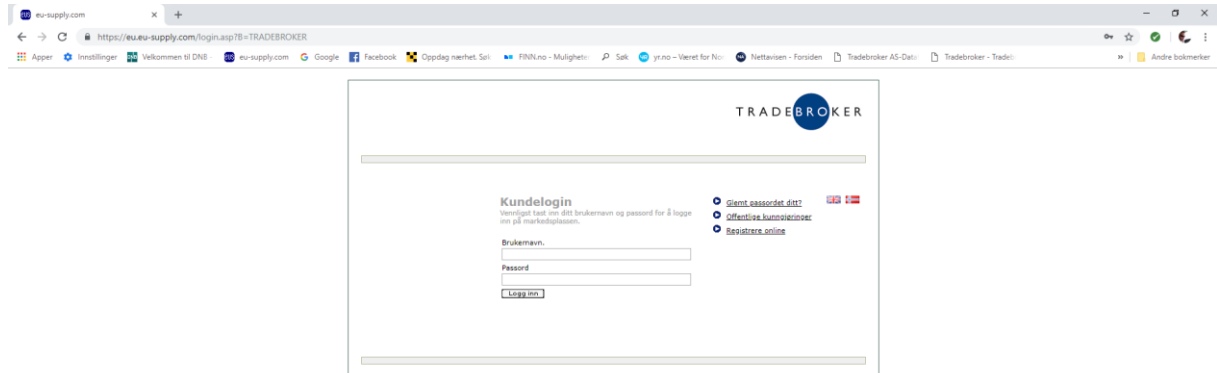 eu-supply.com
https://eu.eu-supply.com/login.asp?B=TRADEBROKER
Apper Innstillinger Velkommen til DNB - eu-supply.com Google Facebook Oppdag nærhet. Søk FINN.no - Mulighete Søk yr.no – Været for No Nettavisen - Forsiden Tradebroker AS-Data Tradebroker - Trade » Andre bokmerker
TRADEBROKER
Kundelogin
Vennligst tast inn ditt brukernavn og passord for å logge
inn på markedsplassen.
Brukernavn.
Passord
Logg inn
Glemt passordet ditt?
Offentlige kunngjøringer
Registrere online